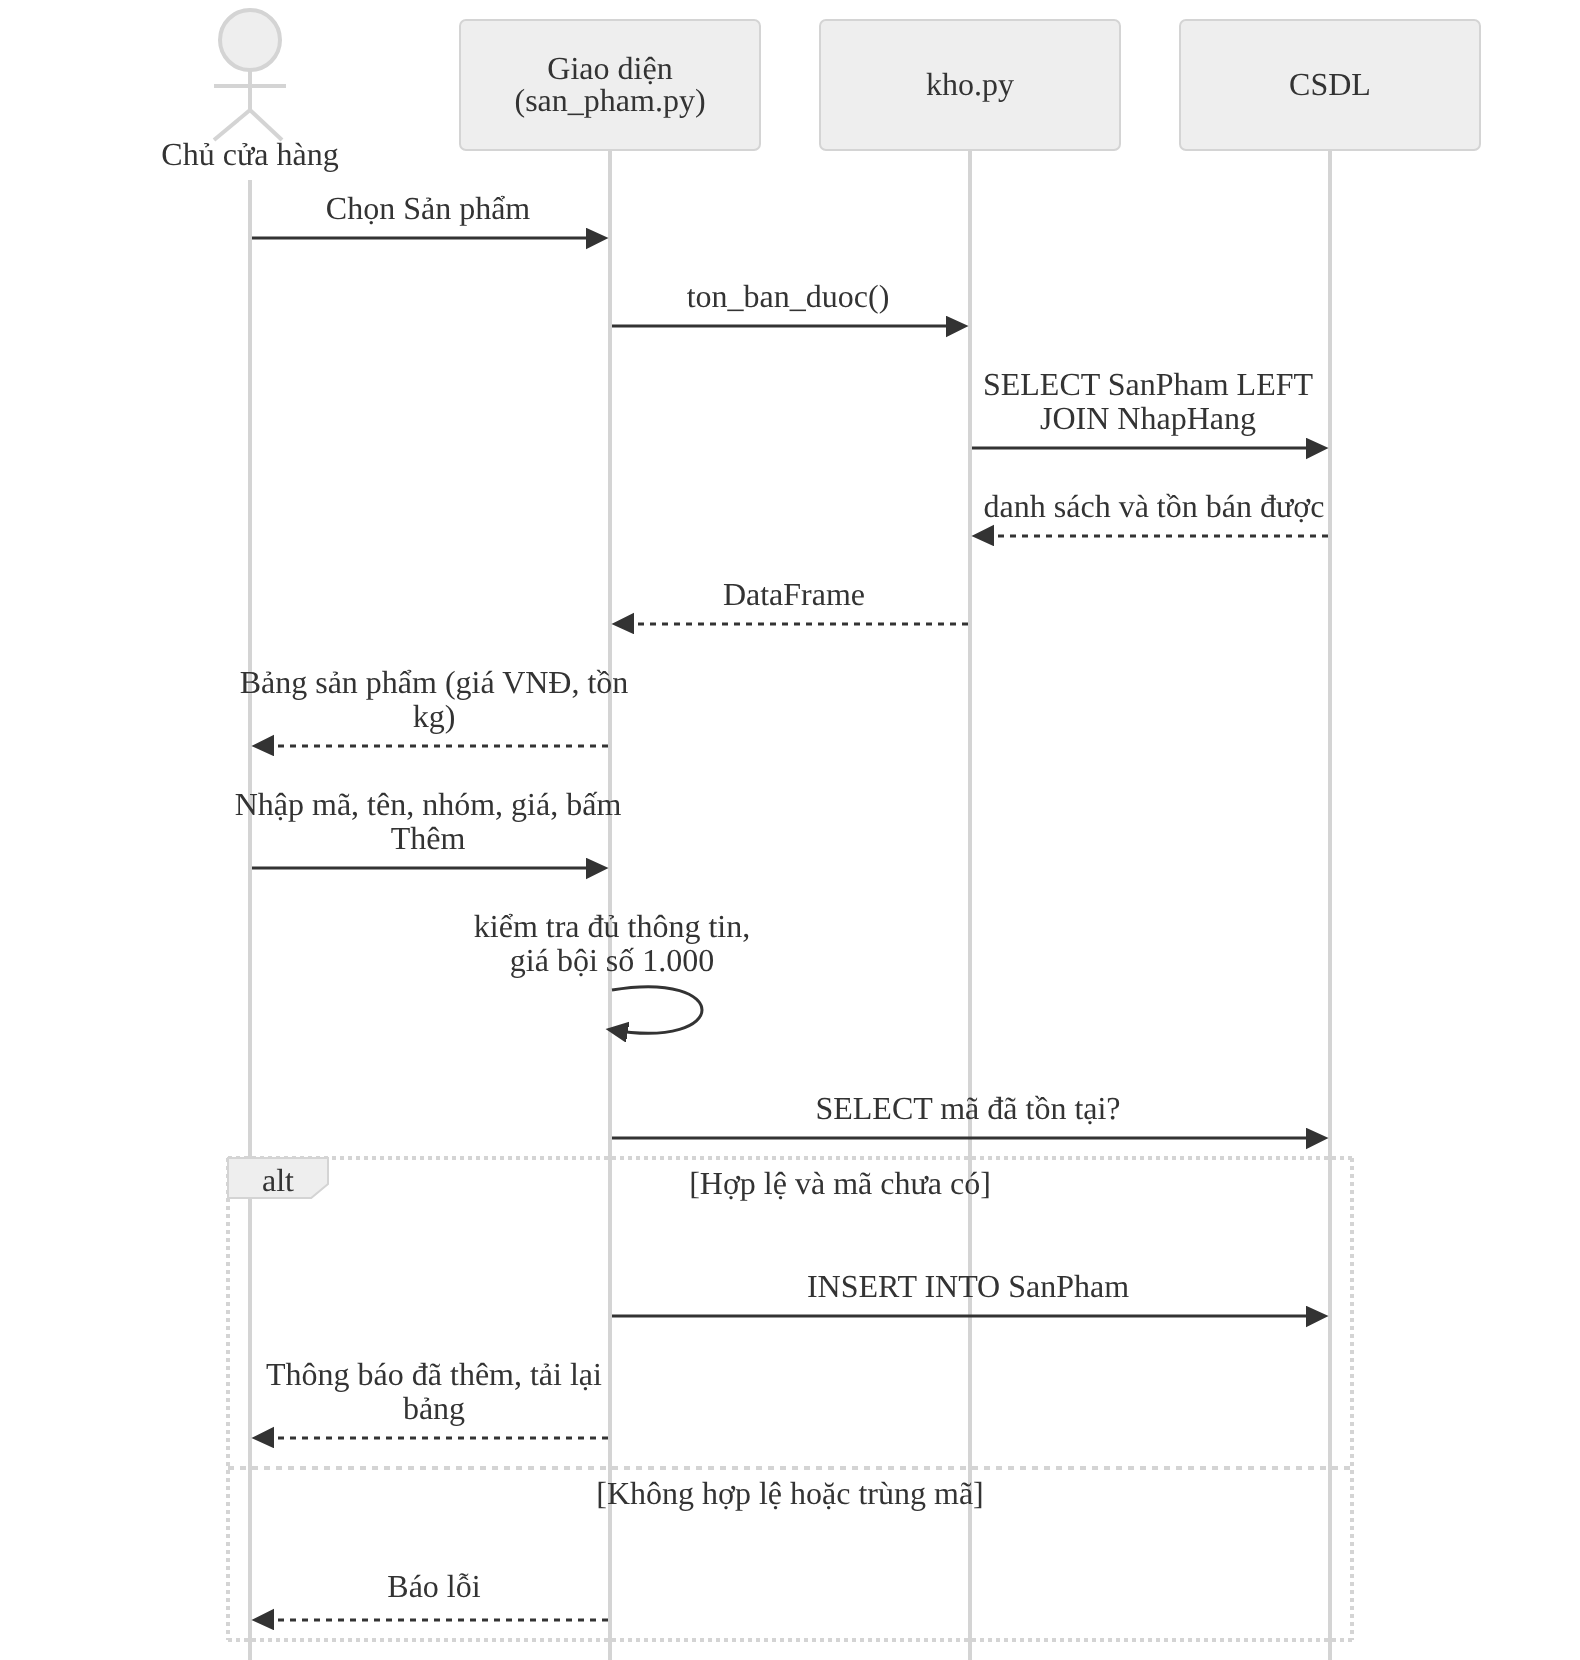 Giao diện
(san_pham.py)
kho.py
CSDL
Chủ cửa hàng
Chọn Sản phẩm
ton_ban_duoc()
SELECT SanPham LEFT
JOIN NhapHang
danh sách và tồn bán được
DataFrame
Bảng sản phẩm (giá VNĐ, tồn
kg)
Nhập mã, tên, nhóm, giá, bấm
Thêm
kiểm tra đủ thông tin,
giá bội số 1.000
SELECT mã đã tồn tại?
alt
[Hợp lệ và mã chưa có]
INSERT INTO SanPham
Thông báo đã thêm, tải lại
bảng
[Không hợp lệ hoặc trùng mã]
Báo lỗi